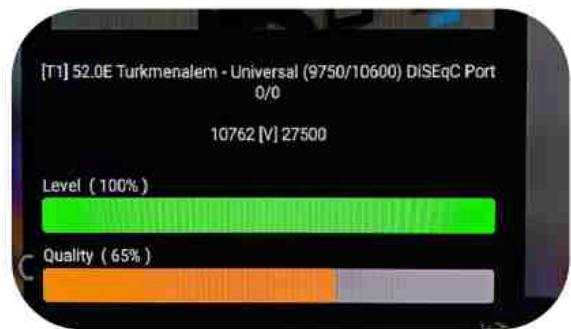 [T1] 52.0E Turkmenalem - Universal (9750/10600) DiSEqC Port
0/0
10762 [V] 27500
Level ( 100% )
Quality ( 65% )